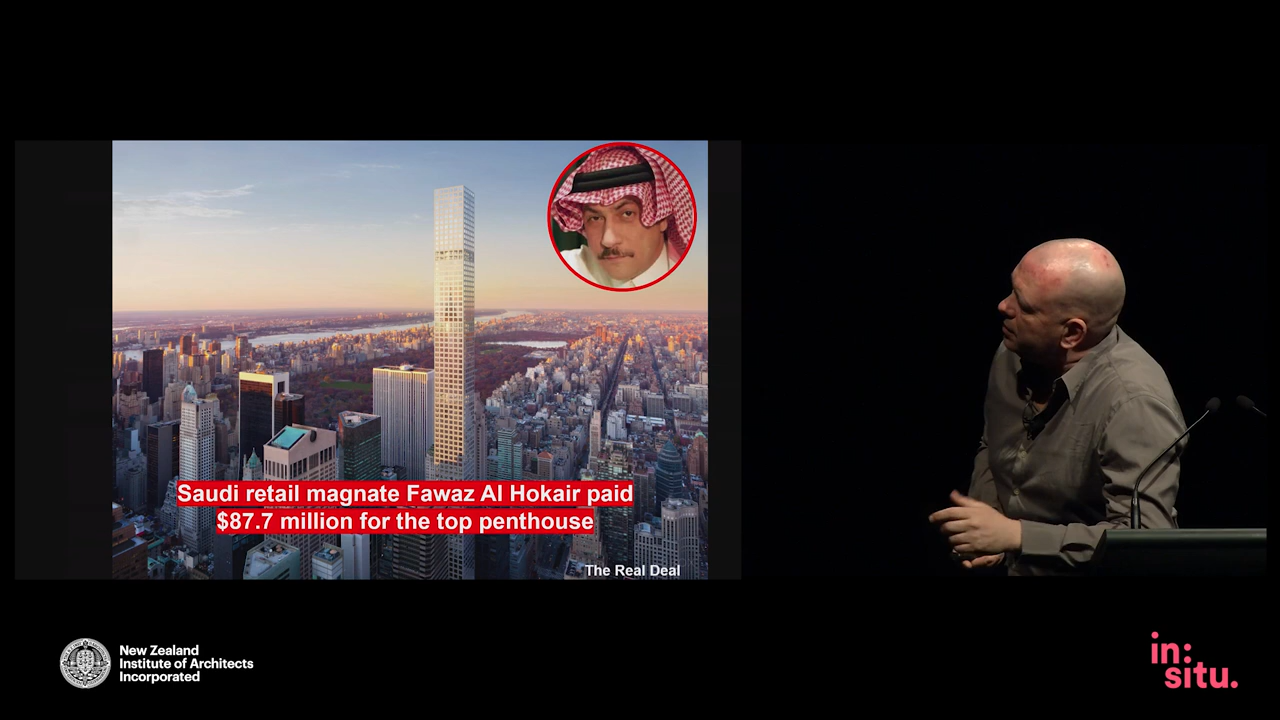 Saudi retail magnate Fawaz Al Hokair paid
$87.7 million for the top penthouse
The Real Deal
New Zealand
Institute of Architects
Incorporated
in:
situ.